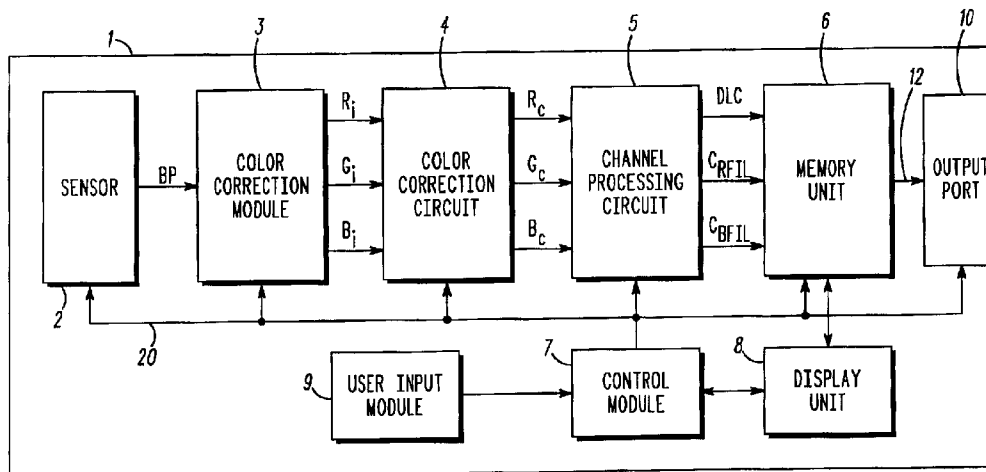 1
3
4
5
6
10
12
SENSOR
BP
COLOR
CORRECTION
MODULE
Ri
Gi
Bi
COLOR
CORRECTION
CIRCUIT
Rc
Gc
Bc
CHANNEL
PROCESSING
CIRCUIT
DLC
CRFIL
CBFIL
MEMORY
UNIT
OUTPUT
PORT
2
20
9
USER INPUT
MODULE
7
CONTROL
MODULE
8
DISPLAY
UNIT